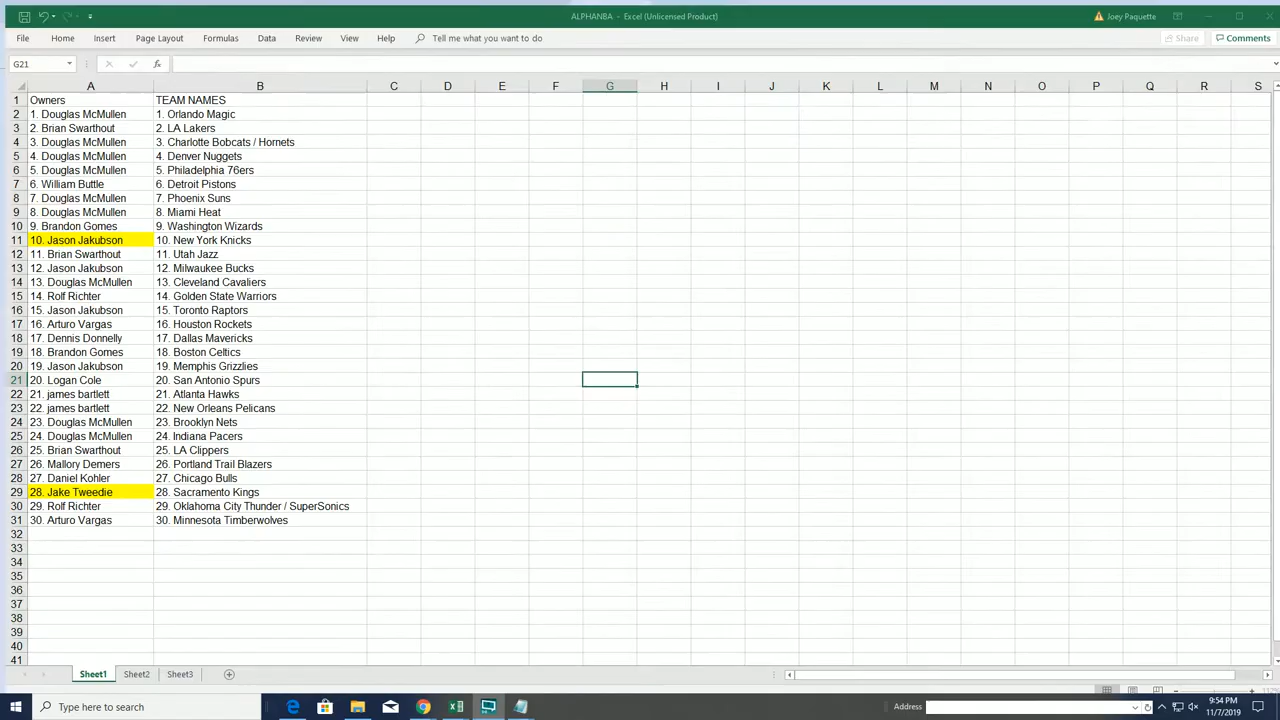 ALPHANBA - Excel (Unlicensed Product)
Joey Paquette
File Home Insert Page Layout Formulas Data Review View Help Tell me what you want to do Share Comments
G21 fx
A B C D E F G H I J K L M N O P Q R S
1 Owners TEAM NAMES
2 1. Douglas McMullen 1. Orlando Magic
3 2. Brian Swarthout 2. LA Lakers
4 3. Douglas McMullen 3. Charlotte Bobcats / Hornets
5 4. Douglas McMullen 4. Denver Nuggets
6 5. Douglas McMullen 5. Philadelphia 76ers
7 6. William Buttle 6. Detroit Pistons
8 7. Douglas McMullen 7. Phoenix Suns
9 8. Douglas McMullen 8. Miami Heat
10 9. Brandon Gomes 9. Washington Wizards
11 10. Jason Jakubson 10. New York Knicks
12 11. Brian Swarthout 11. Utah Jazz
13 12. Jason Jakubson 12. Milwaukee Bucks
14 13. Douglas McMullen 13. Cleveland Cavaliers
15 14. Rolf Richter 14. Golden State Warriors
16 15. Jason Jakubson 15. Toronto Raptors
17 16. Arturo Vargas 16. Houston Rockets
18 17. Dennis Donnelly 17. Dallas Mavericks
19 18. Brandon Gomes 18. Boston Celtics
20 19. Jason Jakubson 19. Memphis Grizzlies
21 20. Logan Cole 20. San Antonio Spurs
22 21. james bartlett 21. Atlanta Hawks
23 22. james bartlett 22. New Orleans Pelicans
24 23. Douglas McMullen 23. Brooklyn Nets
25 24. Douglas McMullen 24. Indiana Pacers
26 25. Brian Swarthout 25. LA Clippers
27 26. Mallory Demers 26. Portland Trail Blazers
28 27. Daniel Kohler 27. Chicago Bulls
29 28. Jake Tweedie 28. Sacramento Kings
30 29. Rolf Richter 29. Oklahoma City Thunder / SuperSonics
31 30. Arturo Vargas 30. Minnesota Timberwolves
32
33
34
35
36
37
38
39
40
41
Sheet1 Sheet2 Sheet3
Type here to search
Address
9:54 PM
11/7/2019